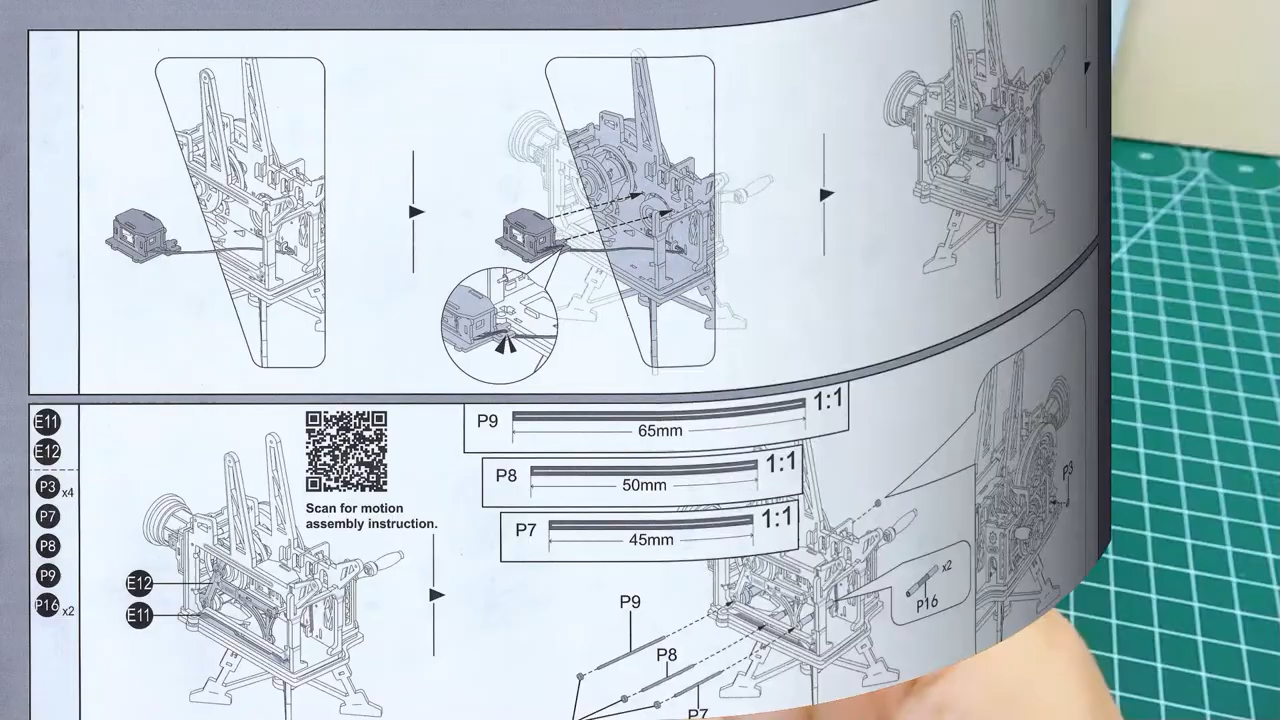 E11
E12
P3 x4
P7
P8
P9
P16 x2
Scan for motion
assembly instruction.
E12
E11
P9
65mm
1:1
P8
50mm
1:1
P7
45mm
1:1
P3
x2
P16
P9
P8
P7